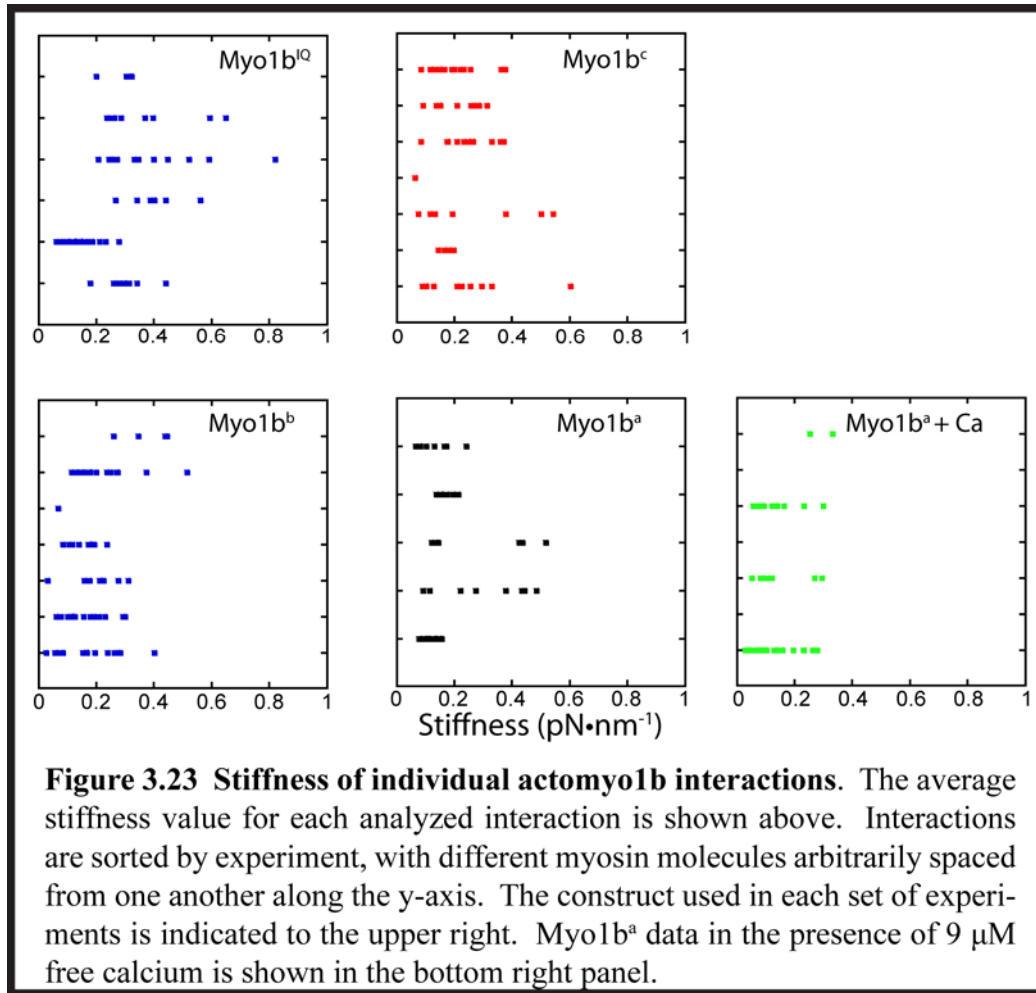 Myo1b^IQ
Myo1b^c
0 0.2 0.4 0.6 0.8 1 0 0.2 0.4 0.6 0.8 1
Myo1b^b
Myo1b^a
Myo1b^a + Ca
0 0.2 0.4 0.6 0.8 1 0 0.2 0.4 0.6 0.8 1 0 0.2 0.4 0.6 0.8 1
Stiffness (pN•nm⁻¹)
Figure 3.23 Stiffness of individual actomyo1b interactions. The average
stiffness value for each analyzed interaction is shown above. Interactions
are sorted by experiment, with different myosin molecules arbitrarily spaced
from one another along the y-axis. The construct used in each set of experi-
ments is indicated to the upper right. Myo1b^a data in the presence of 9 μM
free calcium is shown in the bottom right panel.